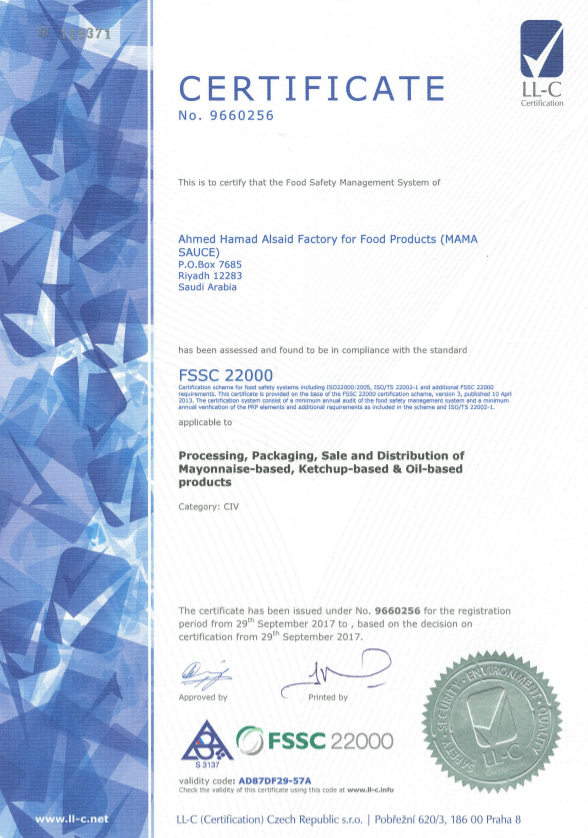 371
CERTIFICATE
No. 9660256
LL-C
Certification
This is to certify that the Food Safety Management System of
Ahmed Hamad Alsaid Factory for Food Products (MAMA
SAUCE)
P.O.Box 7685
Riyadh 12283
Saudi Arabia
has been assessed and found to be in compliance with the standard
FSSC 22000
Certification scheme for food safety systems including ISO22000:2005, ISO/TS 22002-1 and additional FSSC 22000
requirements. This certificate is provided on the base of the FSSC 22000 certification scheme, version 3, published 10 April
2013. The certification system consist of a minimum annual audit of the food safety management system and a minimum
annual verification of the PRP elements and additional requirements as included in the scheme and ISO/TS 22002-1.
applicable to
Processing, Packaging, Sale and Distribution of
Mayonnaise-based, Ketchup-based & Oil-based
products
Category: CIV
The certificate has been issued under No. 9660256 for the registration
period from 29th September 2017 to , based on the decision on
certification from 29th September 2017.
Approved by
Printed by
S 3137
FSSC 22000
SAFETY · SECURITY · ENVIRONMENT · QUALITY
LL-C
validity code: AD87DF29-57A
Check the validity of this certificate using this code at www.ll-c.info
www.ll-c.net
LL-C (Certification) Czech Republic s.r.o. | Pobřežní 620/3, 186 00 Praha 8